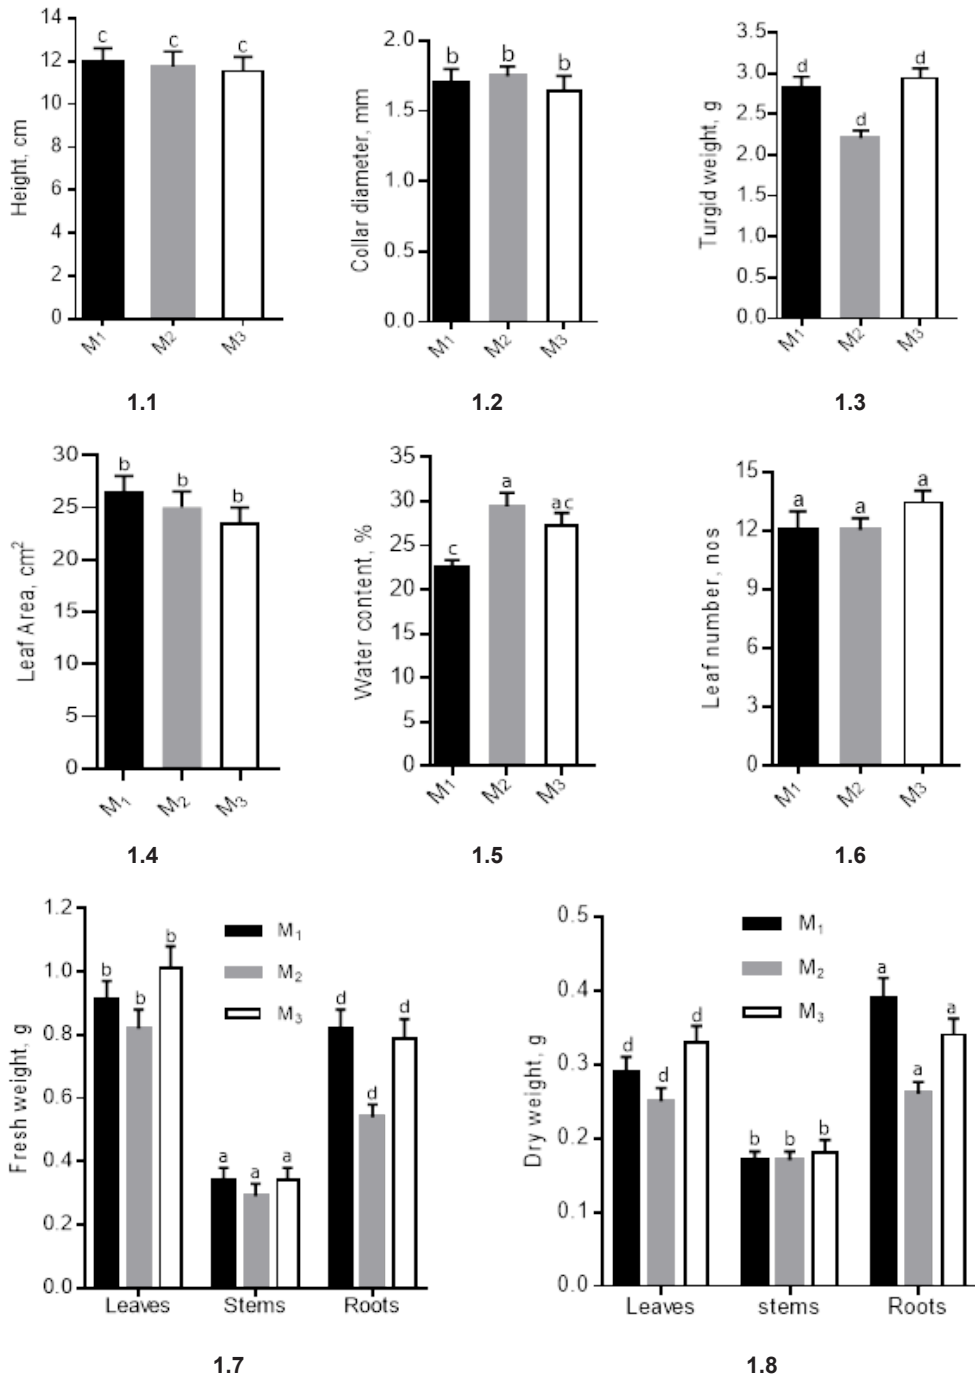 14
12
10
8
6
4
2
0
Height, cm
c c c
M1 M2 M3
1.1
2.0
1.5
1.0
0.5
0.0
Collar diameter, mm
b b b
M1 M2 M3
1.2
3.5
3.0
2.5
2.0
1.5
1.0
0.5
0.0
Turgid weight, g
d d d
M1 M2 M3
1.3
30
25
20
15
10
5
0
Leaf Area, cm²
b b b
M1 M2 M3
1.4
35
30
25
20
15
10
5
0
Water content, %
c a ac
M1 M2 M3
1.5
15
12
9
6
3
0
Leaf number, nos
a a a
M1 M2 M3
1.6
1.2
1.0
0.8
0.6
0.4
0.2
0.0
Fresh weight, g
M1
M2
M3
b b b a a a d d d
Leaves Stems Roots
1.7
0.5
0.4
0.3
0.2
0.1
0.0
Dry weight, g
M1
M2
M3
d d d b b b a a a
Leaves stems Roots
1.8